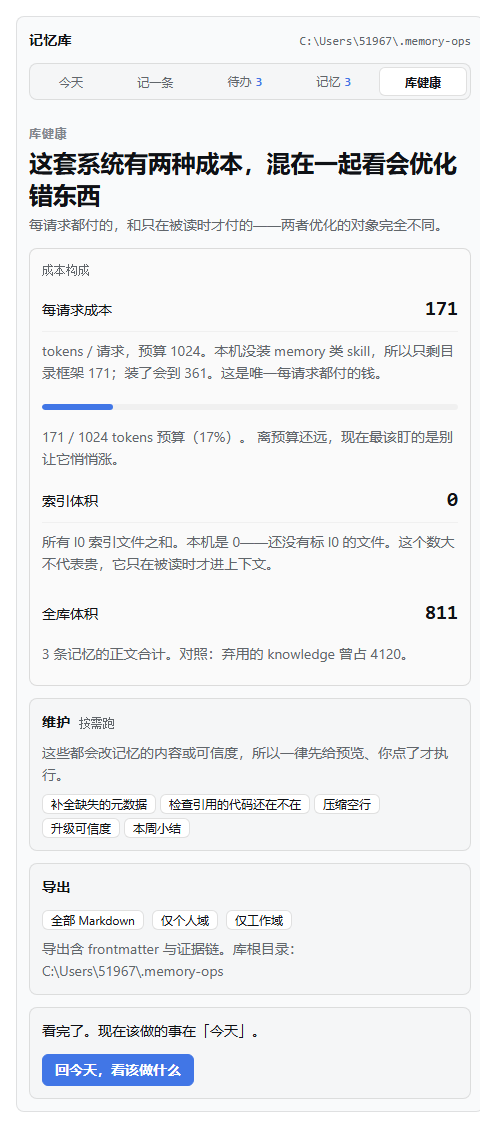 记忆库
C:\Users\51967\.memory-ops
今天
记一条
待办 3
记忆 3
库健康
库健康
这套系统有两种成本，混在一起看会优化
错东西
每请求都付的，和只在被读时才付的——两者优化的对象完全不同。
成本构成
每请求成本
171
tokens / 请求，预算 1024。本机没装 memory 类 skill，所以只剩目
录框架 171；装了会到 361。这是唯一每请求都付的钱。
171 / 1024 tokens 预算（17%）。 离预算还远，现在最该盯的是别
让它悄悄涨。
索引体积
0
所有 l0 索引文件之和。本机是 0——还没有标 l0 的文件。这个数大
不代表贵，它只在被读时才进上下文。
全库体积
811
3 条记忆的正文合计。对照：弃用的 knowledge 曾占 4120。
维护 按需跑
这些都会改记忆的内容或可信度，所以一律先给预览、你点了才执
行。
补全缺失的元数据
检查引用的代码还在不在
压缩空行
升级可信度
本周小结
导出
全部 Markdown
仅个人域
仅工作域
导出含 frontmatter 与证据链。库根目录：
C:\Users\51967\.memory-ops
看完了。现在该做的事在「今天」。
回今天，看该做什么